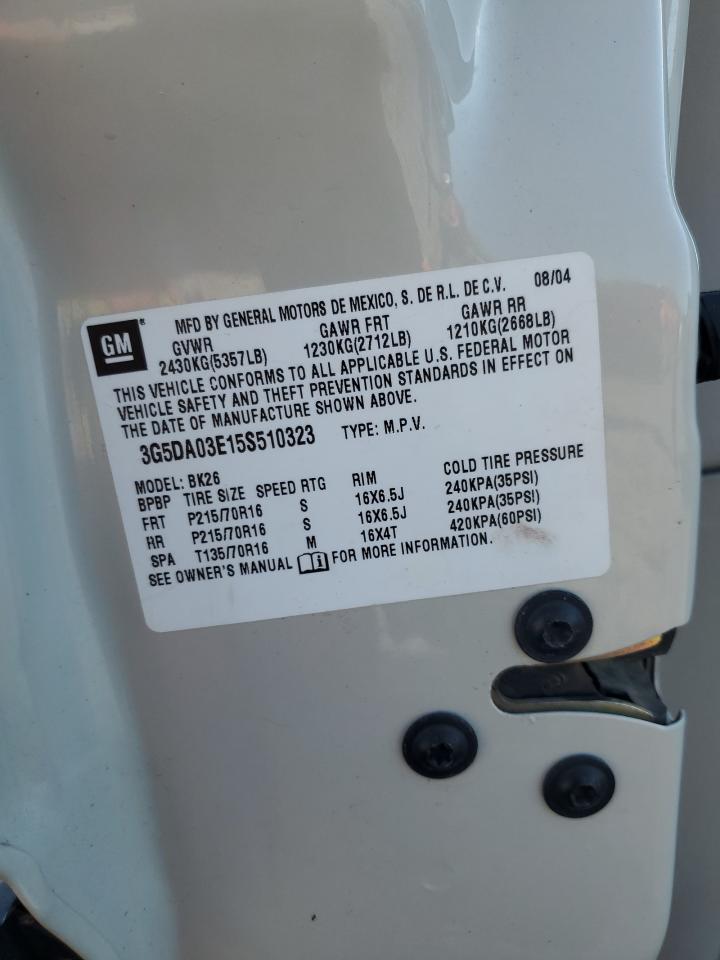 GM ® MFD BY GENERAL MOTORS DE MEXICO, S. DE R.L. DE C.V. 08/04
GVWR GAWR FRT GAWR RR
2430KG(5357LB) 1230KG(2712LB) 1210KG(2668LB)
THIS VEHICLE CONFORMS TO ALL APPLICABLE U.S. FEDERAL MOTOR
VEHICLE SAFETY AND THEFT PREVENTION STANDARDS IN EFFECT ON
THE DATE OF MANUFACTURE SHOWN ABOVE.
3G5DA03E15S510323 TYPE: M.P.V.
MODEL: BK26
BPBP TIRE SIZE SPEED RTG RIM COLD TIRE PRESSURE
FRT P215/70R16 S 16X6.5J 240KPA(35PSI)
RR P215/70R16 S 16X6.5J 240KPA(35PSI)
SPA T135/70R16 M 16X4T 420KPA(60PSI)
SEE OWNER'S MANUAL i FOR MORE INFORMATION.